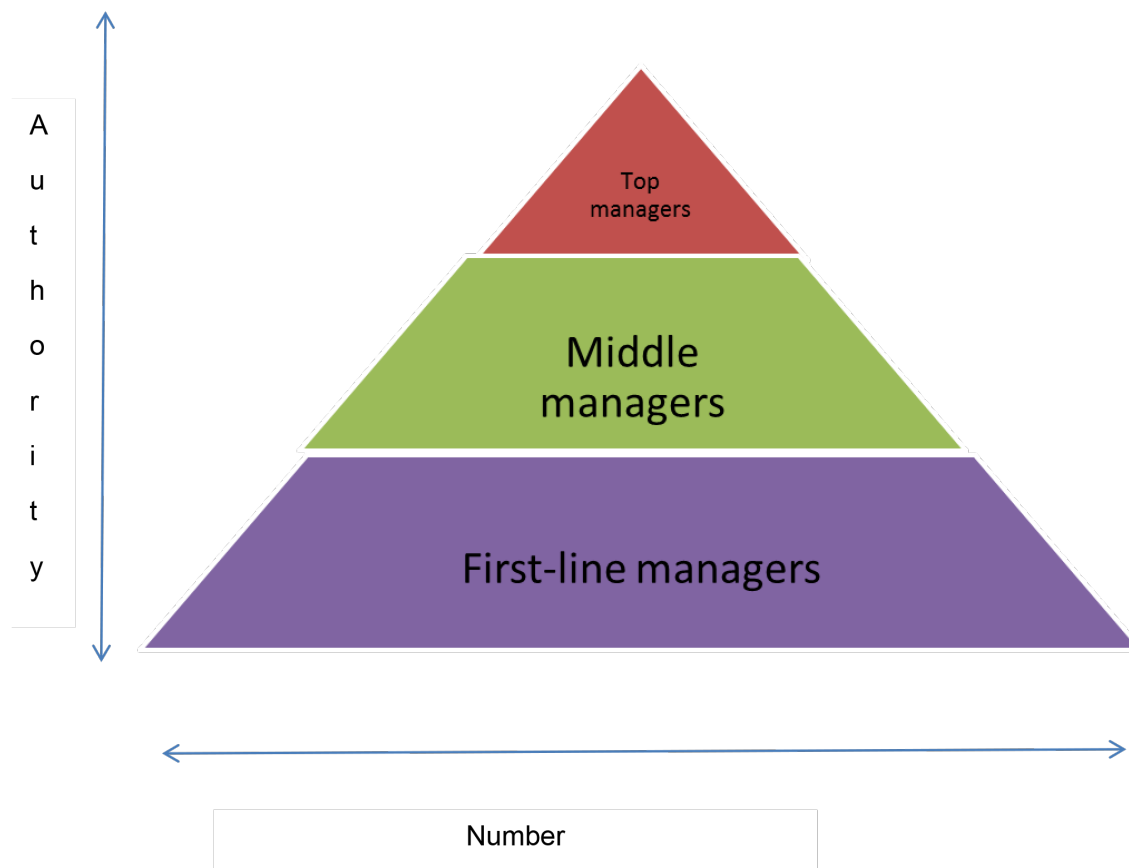 A
u
t
h
o
r
i
t
y
Top
managers
Middle
managers
First-line managers
Number